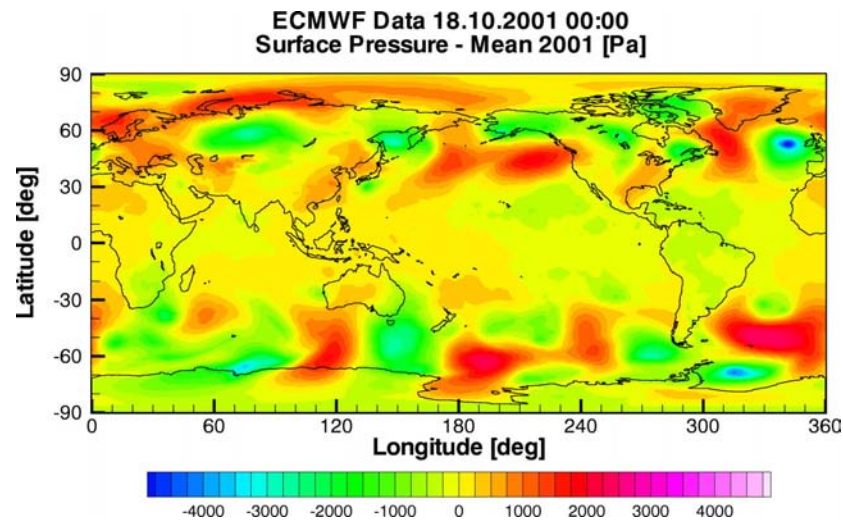 ECMWF Data 18.10.2001 00:00
Surface Pressure - Mean 2001 [Pa]
90
60
30
0
-30
-60
-90
Latitude [deg]
0 60 120 180 240 300 360
Longitude [deg]
-4000 -3000 -2000 -1000 0 1000 2000 3000 4000